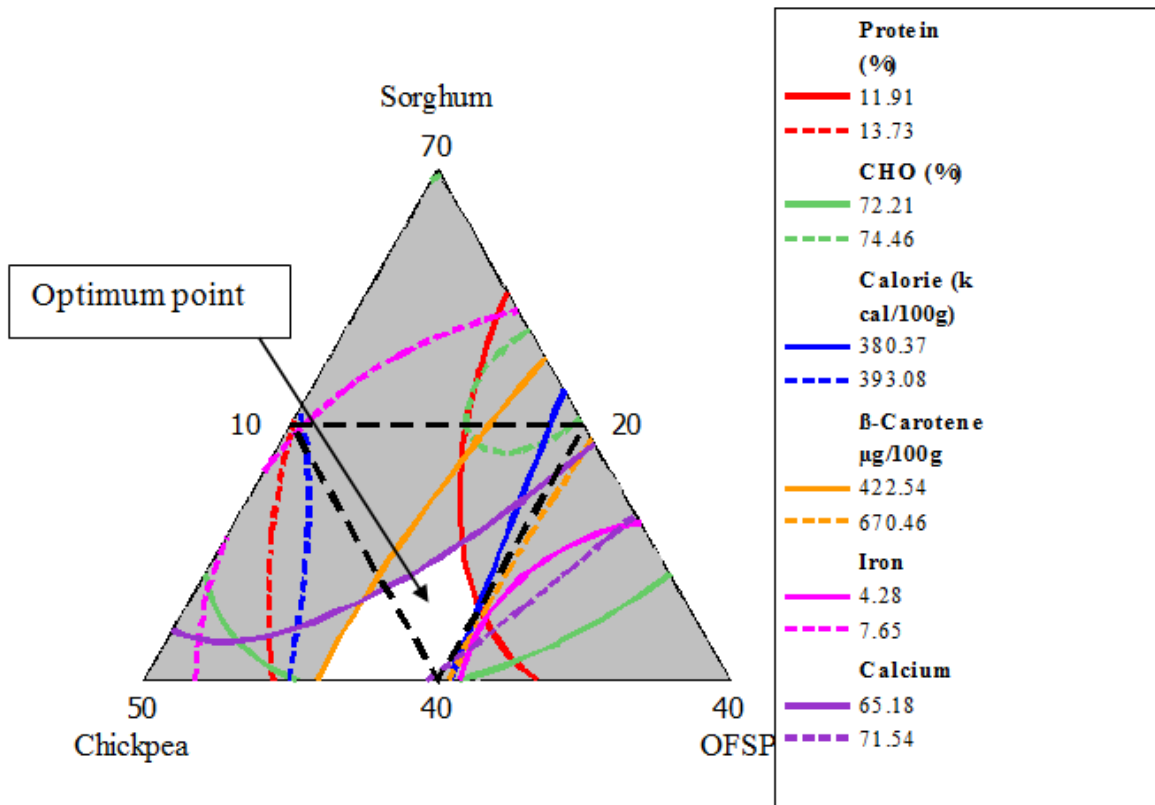 Sorghum
70
Optimum point
10
20
50
40
40
Chickpea
OFSP
Protein
(%)
11.91
13.73
CHO (%)
72.21
74.46
Calorie (k
cal/100g)
380.37
393.08
ß-Carotene
µg/100g
422.54
670.46
Iron
4.28
7.65
Calcium
65.18
71.54